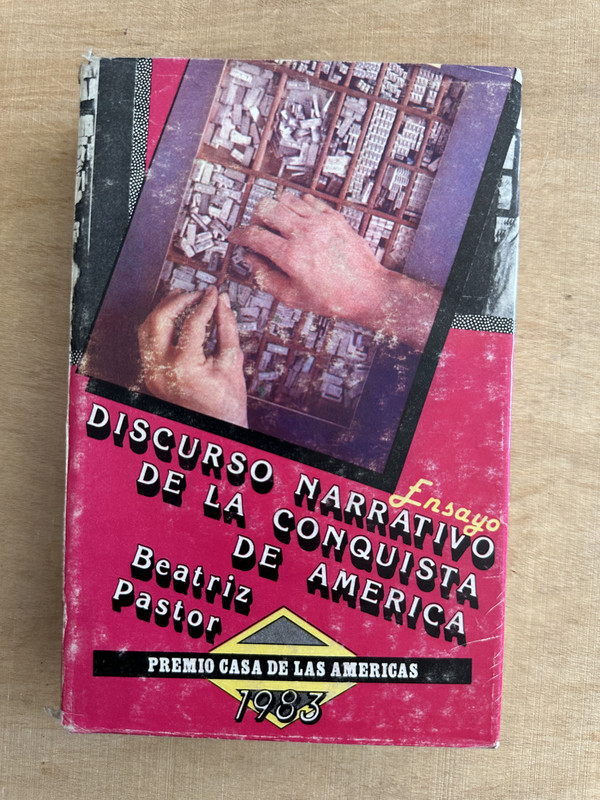 DISCURSO NARRATIVO
Ensayo
DE LA CONQUISTA
DE AMERICA
Beatriz
Pastor
PREMIO CASA DE LAS AMERICAS
1983